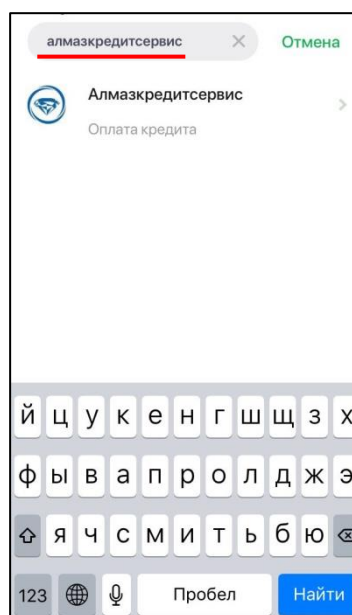 алмазкредитсервис Отмена
Алмазкредитсервис
Оплата кредита
й ц у к е н г ш щ з х
ф ы в а п р о л д ж э
я ч с м и т ь б ю
123 Пробел Найти